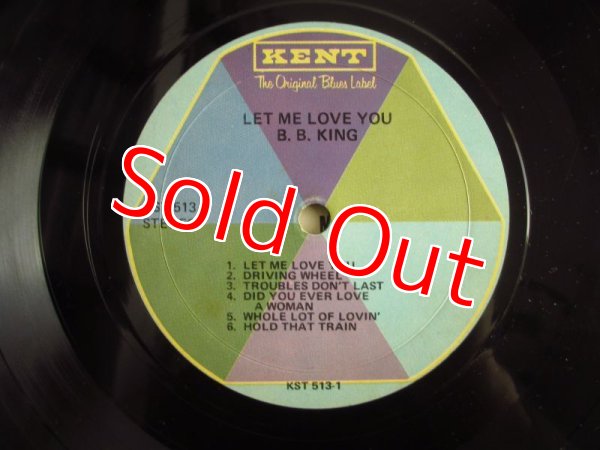 KENT
The Original Blues Label
LET ME LOVE YOU
B. B. KING
Sold Out
513
1. LET ME LOVE YOU
2. DRIVING WHEEL
3. TROUBLES DON'T LAST
4. DID YOU EVER LOVE
A WOMAN
5. WHOLE LOT OF LOVIN'
6. HOLD THAT TRAIN
KST 513-1